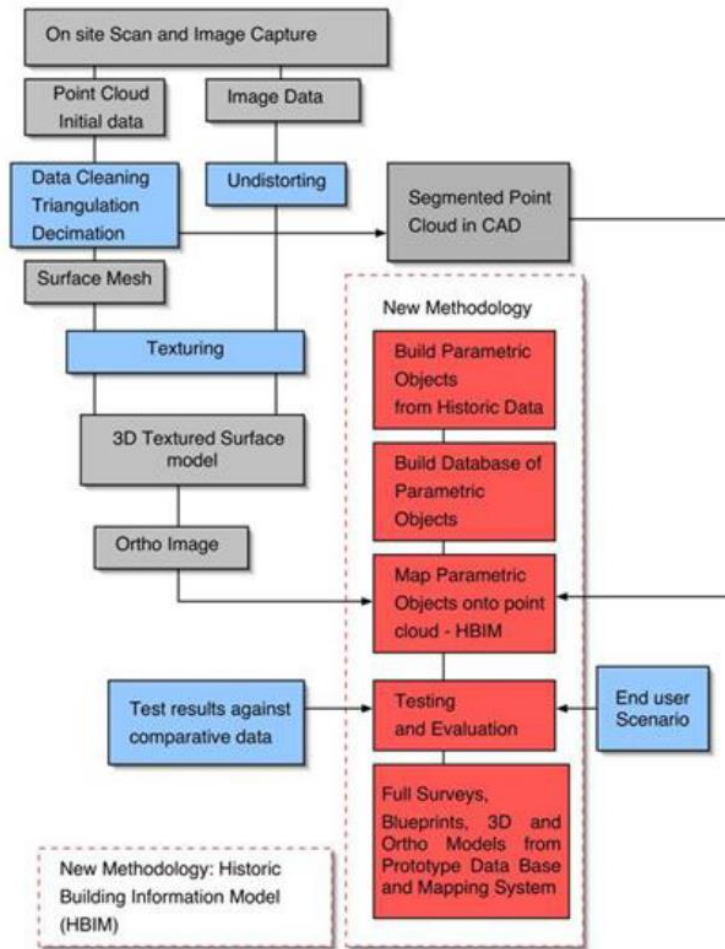 On site Scan and Image Capture
Point Cloud
Initial data
Image Data
Data Cleaning
Triangulation
Decimation
Undistorting
Segmented Point
Cloud in CAD
Surface Mesh
New Methodology
Texturing
Build Parametric
Objects
from Historic Data
3D Textured Surface
model
Build Database of
Parametric
Objects
Ortho Image
Map Parametric
Objects onto point
cloud - HBIM
Test results against
comparative data
Testing
and Evaluation
End user
Scenario
Full Surveys,
Blueprints, 3D and
Ortho Models from
Prototype Data Base
and Mapping System
New Methodology: Historic
Building Information Model
(HBIM)